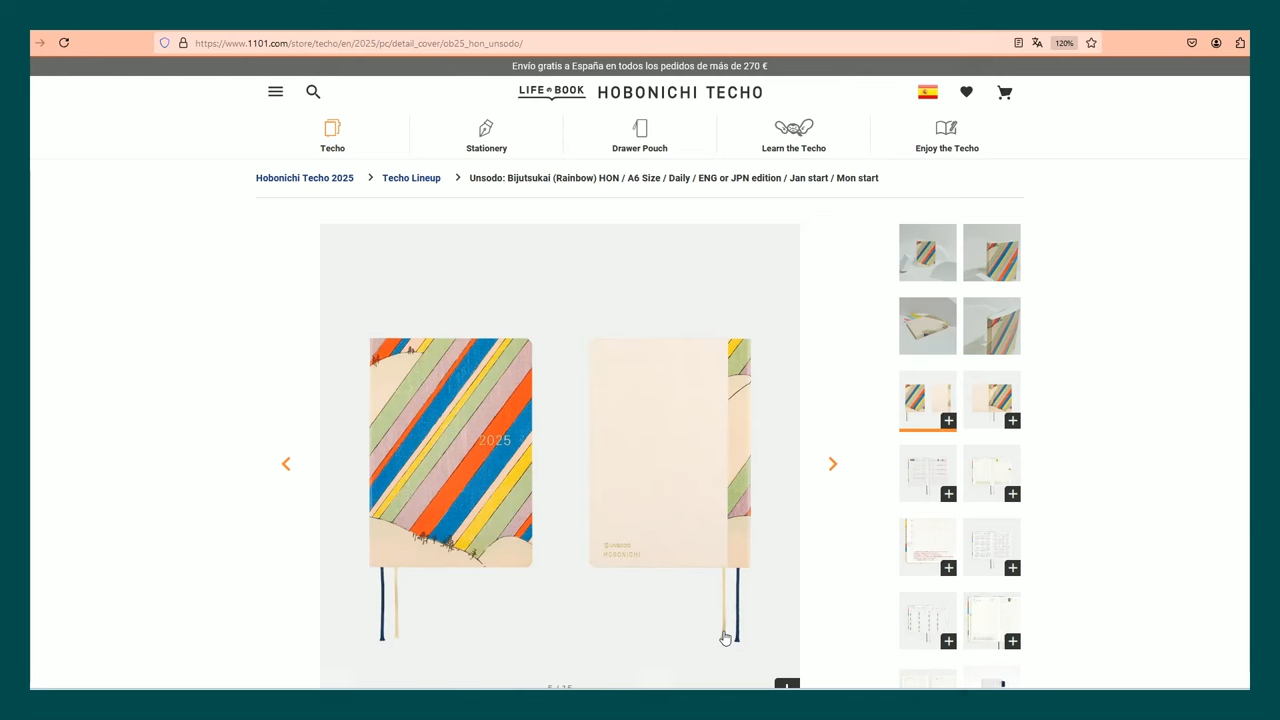 https://www.1101.com/store/techo/en/2025/pc/detail_cover/ob25_hon_unsodo/
120%
Envío gratis a España en todos los pedidos de más de 270 €
LIFE BOOK HOBONICHI TECHO
Techo
Stationery
Drawer Pouch
Learn the Techo
Enjoy the Techo
Hobonichi Techo 2025 > Techo Lineup > Unsodo: Bijutsukai (Rainbow) HON / A6 Size / Daily / ENG or JPN edition / Jan start / Mon start
2025
UNSODO
HOBONICHI